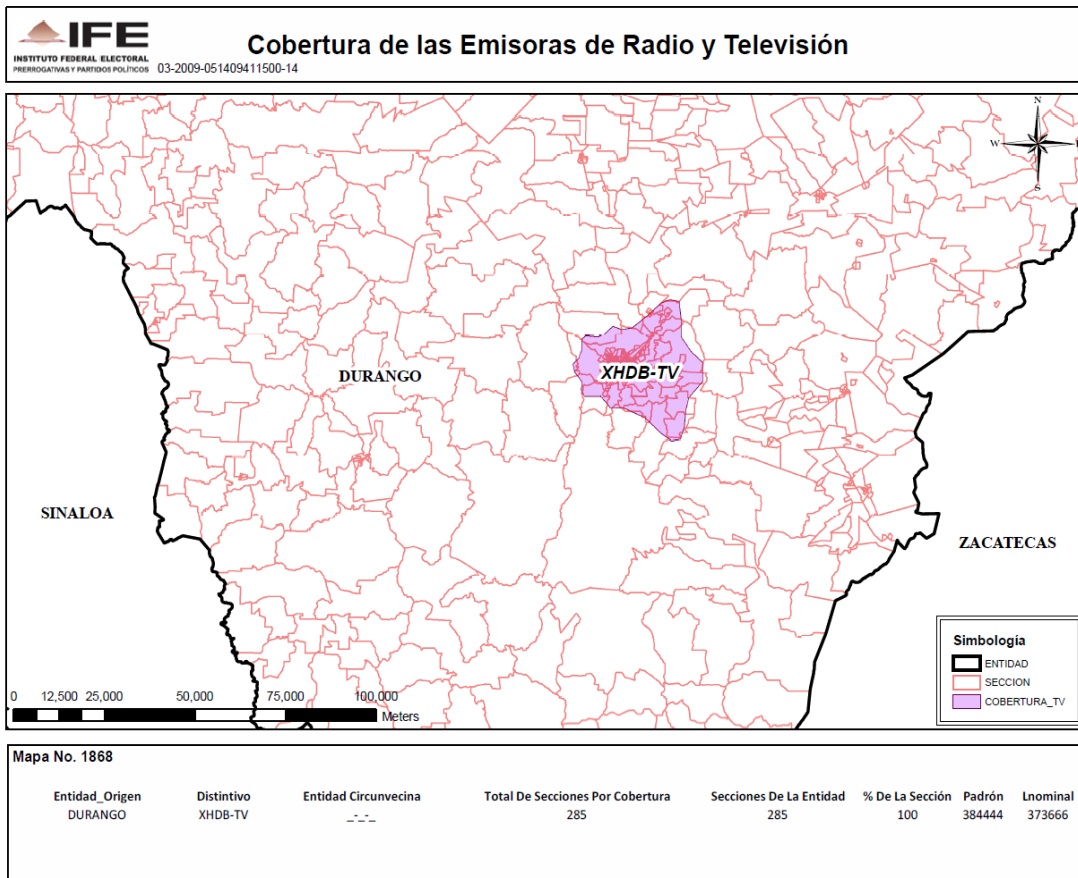 IFE
INSTITUTO FEDERAL ELECTORAL
PRERROGATIVAS Y PARTIDOS POLÍTICOS
03-2009-051409411500-14
Cobertura de las Emisoras de Radio y Televisión
N
W
E
S
DURANGO
XHDB-TV
SINALOA
ZACATECAS
Simbología
ENTIDAD
SECCION
COBERTURA_TV
0 12,500 25,000 50,000 75,000 100,000
Meters
Mapa No. 1868
Entidad_Origen Distintivo Entidad Circunvecina Total De Secciones Por Cobertura Secciones De La Entidad % De La Sección Padrón Lnominal
DURANGO XHDB-TV _-_-_ 285 285 100 384444 373666